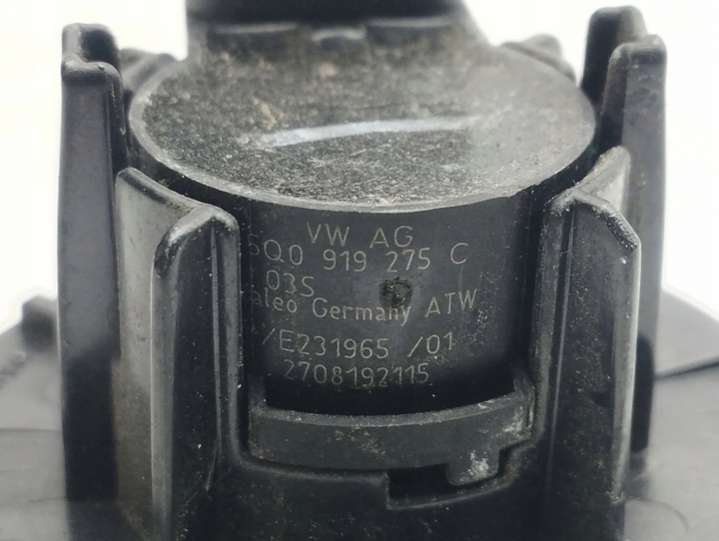 VW AG
5Q0 919 275 C
03S
aleo Germany ATW
/E231965 /01
2708192115